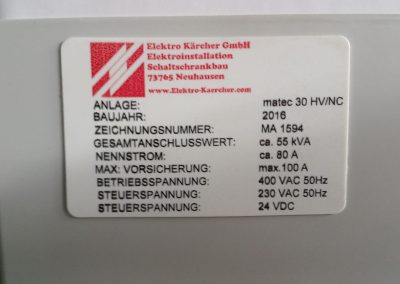 Elektro Kärcher GmbH
Elektroinstallation
Schaltschrankbau
73765 Neuhausen
www.Elektro-Kaercher.com
ANLAGE: matec 30 HV/NC
BAUJAHR: 2016
ZEICHNUNGSNUMMER: MA 1594
GESAMTANSCHLUSSWERT: ca. 55 kVA
NENNSTROM: ca. 80 A
MAX: VORSICHERUNG: max.100 A
BETRIEBSSPANNUNG: 400 VAC 50Hz
STEUERSPANNUNG: 230 VAC 50Hz
STEUERSPANNUNG: 24 VDC